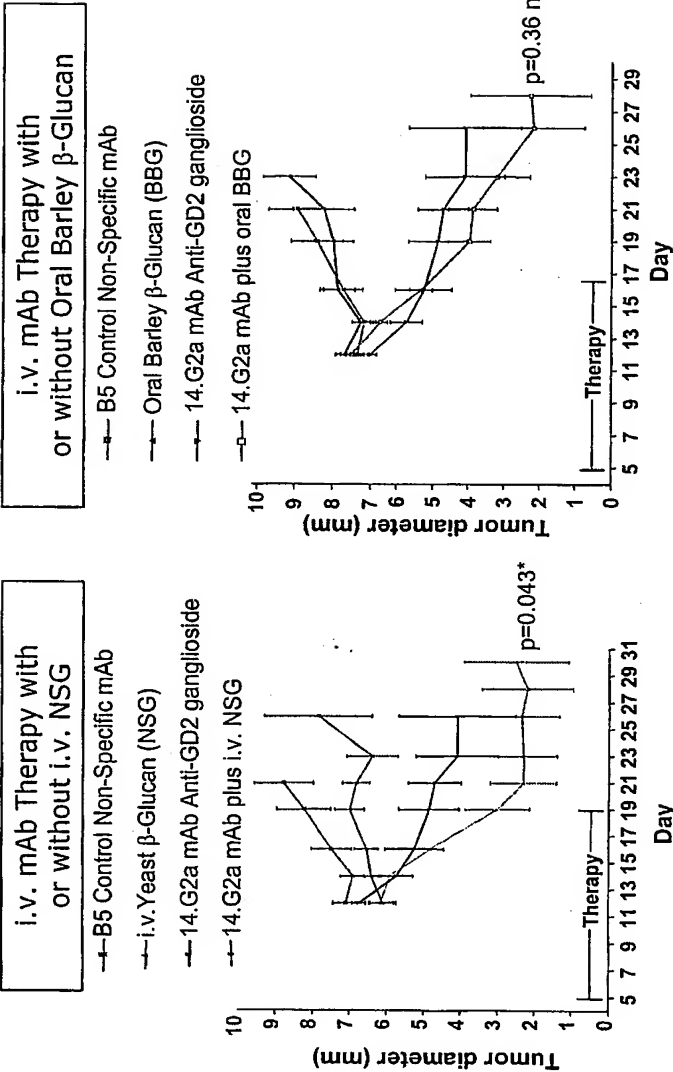 i.v. mAb Therapy with
or without i.v. NSG
B5 Control Non-Specific mAb
i.v. Yeast β-Glucan (NSG)
14.G2a mAb Anti-GD2 ganglioside
14.G2a mAb plus i.v. NSG
Tumor diameter (mm)
10
9
8
7
6
5
4
3
2
1
0
p=0.043*
Therapy
5 7 9 11 13 15 17 19 21 23 25 27 29 31
Day
i.v. mAb Therapy with
or without Oral Barley β-Glucan
B5 Control Non-Specific mAb
Oral Barley β-Glucan (BBG)
14.G2a mAb Anti-GD2 ganglioside
14.G2a mAb plus oral BBG
Tumor diameter (mm)
10
9
8
7
6
5
4
3
2
1
0
p=0.36 n
Therapy
5 7 9 11 13 15 17 19 21 23 25 27 29
Day